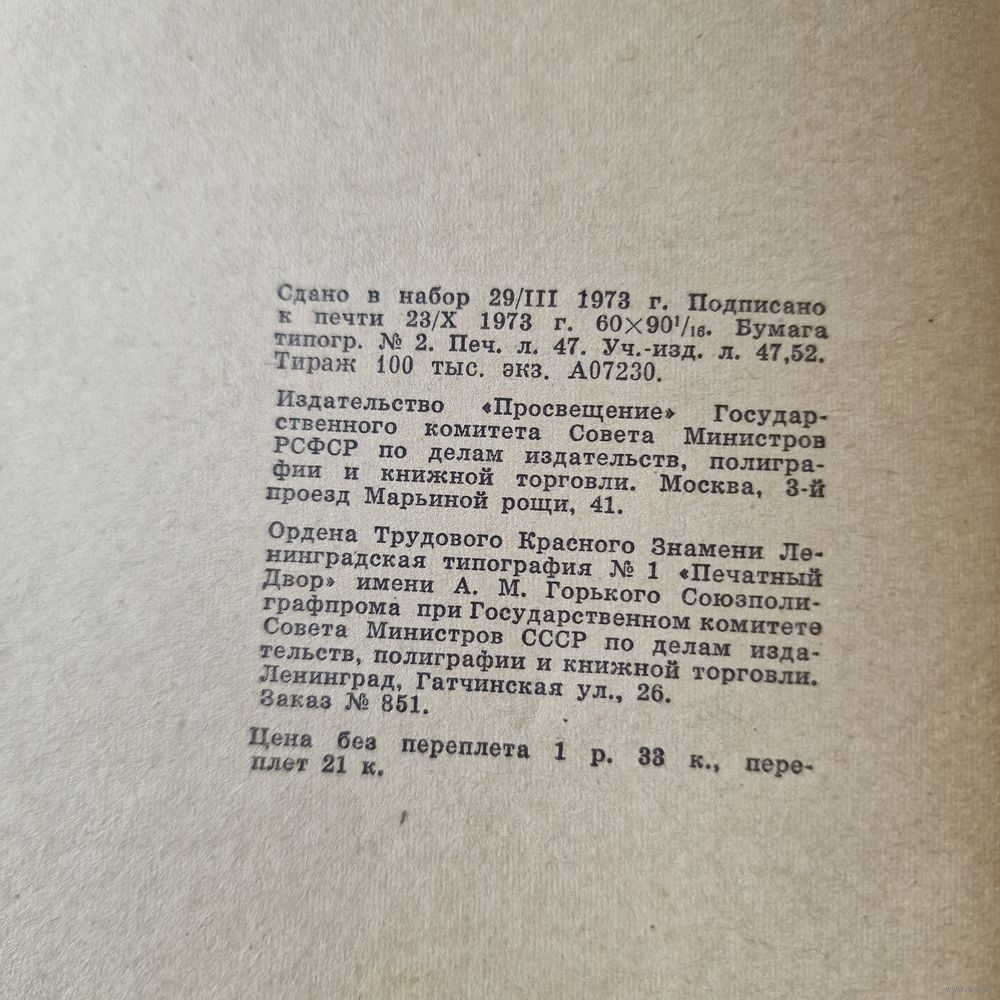 Сдано в набор 29/III 1973 г. Подписано
к печти 23/X 1973 г. 60×90¹/₁₆. Бумага
типогр. № 2. Печ. л. 47. Уч.-изд. л. 47,52.
Тираж 100 тыс. экз. А07230.
Издательство «Просвещение» Государ-
ственного комитета Совета Министров
РСФСР по делам издательств, полигра-
фии и книжной торговли. Москва, 3-й
проезд Марьиной рощи, 41.
Ордена Трудового Красного Знамени Ле-
нинградская типография № 1 «Печатный
Двор» имени А. М. Горького Союзполи-
графпрома при Государственном комитете
Совета Министров СССР по делам изда-
тельств, полиграфии и книжной торговли.
Ленинград, Гатчинская ул., 26.
Заказ № 851.
Цена без переплета 1 р. 33 к., пере-
плет 21 к.